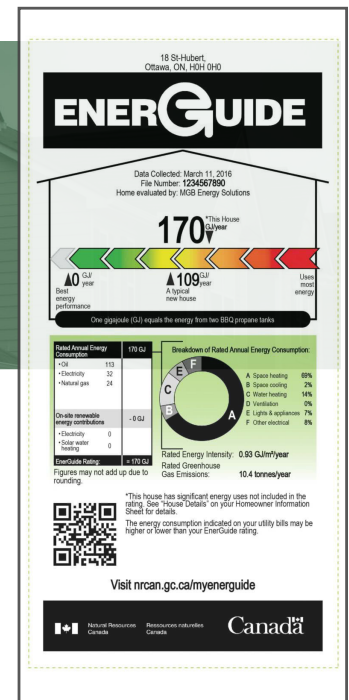 18 St-Hubert,
Ottawa, ON, H0H 0H0
ENERGUIDE
Data Collected: March 11, 2016
File Number: 1234567890
Home evaluated by: MGB Energy Solutions
170 *This House
GJ/year
0 GJ/year
Best energy performance
109 GJ/year
A typical new house
Uses most energy
One gigajoule (GJ) equals the energy from two BBQ propane tanks
Rated Annual Energy Consumption 170 GJ
• Oil 113
• Electricity 32
• Natural gas 24
On-site renewable energy contributions - 0 GJ
• Electricity 0
• Solar water heating 0
EnerGuide Rating: = 170 GJ
Figures may not add up due to rounding.
Breakdown of Rated Annual Energy Consumption:
A
B
C
E
F
A Space heating 69%
B Space cooling 2%
C Water heating 14%
D Ventilation 0%
E Lights & appliances 7%
F Other electrical 8%
Rated Energy Intensity: 0.93 GJ/m²/year
Rated Greenhouse
Gas Emissions: 10.4 tonnes/year
*This house has significant energy uses not included in the
rating. See "House Details" on your Homeowner Information
Sheet for details.
The energy consumption indicated on your utility bills may be
higher or lower than your EnerGuide rating.
Visit nrcan.gc.ca/myenerguide
Natural Resources Canada
Ressources naturelles Canada
Canada